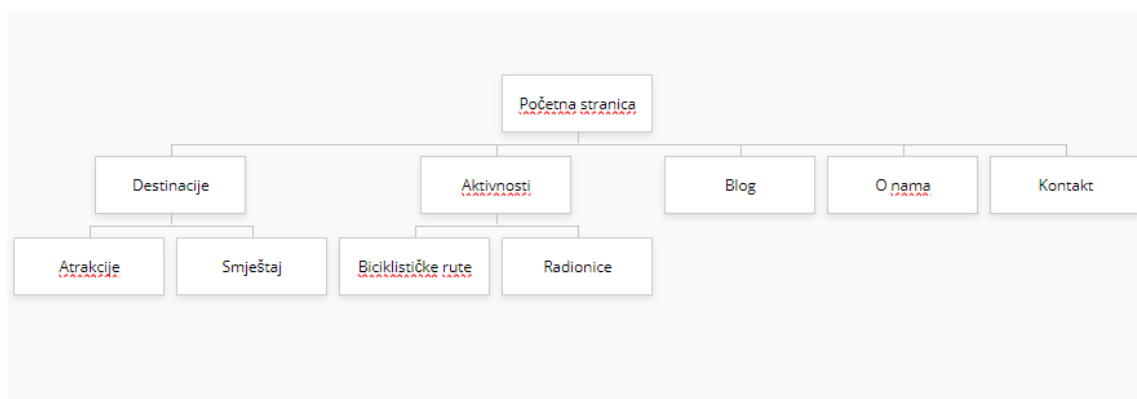 Početna stranica
Destinacije
Aktivnosti
Blog
O nama
Kontakt
Atrakcije
Smještaj
Biciklističke rute
Radionice